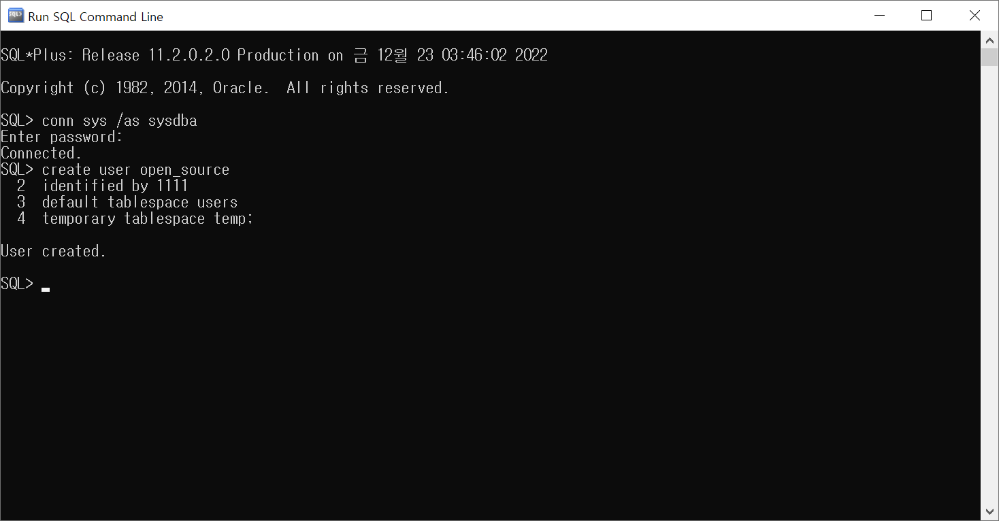 Run SQL Command Line
SQL*Plus: Release 11.2.0.2.0 Production on 금 12월 23 03:46:02 2022
Copyright (c) 1982, 2014, Oracle.  All rights reserved.
SQL> conn sys /as sysdba
Enter password:
Connected.
SQL> create user open_source
  2  identified by 1111
  3  default tablespace users
  4  temporary tablespace temp;
User created.
SQL>